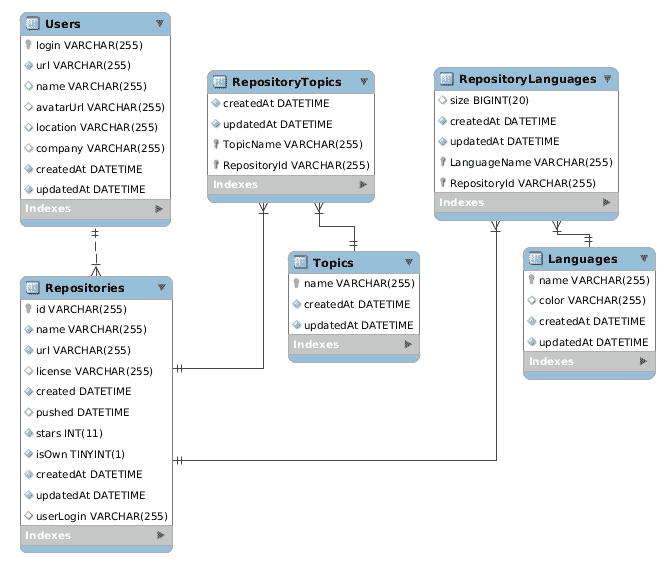 Users
login VARCHAR(255)
url VARCHAR(255)
name VARCHAR(255)
avatarUrl VARCHAR(255)
location VARCHAR(255)
company VARCHAR(255)
createdAt DATETIME
updatedAt DATETIME
Indexes
RepositoryTopics
createdAt DATETIME
updatedAt DATETIME
TopicName VARCHAR(255)
RepositoryId VARCHAR(255)
Indexes
RepositoryLanguages
size BIGINT(20)
createdAt DATETIME
updatedAt DATETIME
LanguageName VARCHAR(255)
RepositoryId VARCHAR(255)
Indexes
Repositories
id VARCHAR(255)
name VARCHAR(255)
url VARCHAR(255)
license VARCHAR(255)
created DATETIME
pushed DATETIME
stars INT(11)
isOwn TINYINT(1)
createdAt DATETIME
updatedAt DATETIME
userLogin VARCHAR(255)
Indexes
Topics
name VARCHAR(255)
createdAt DATETIME
updatedAt DATETIME
Indexes
Languages
name VARCHAR(255)
color VARCHAR(255)
createdAt DATETIME
updatedAt DATETIME
Indexes